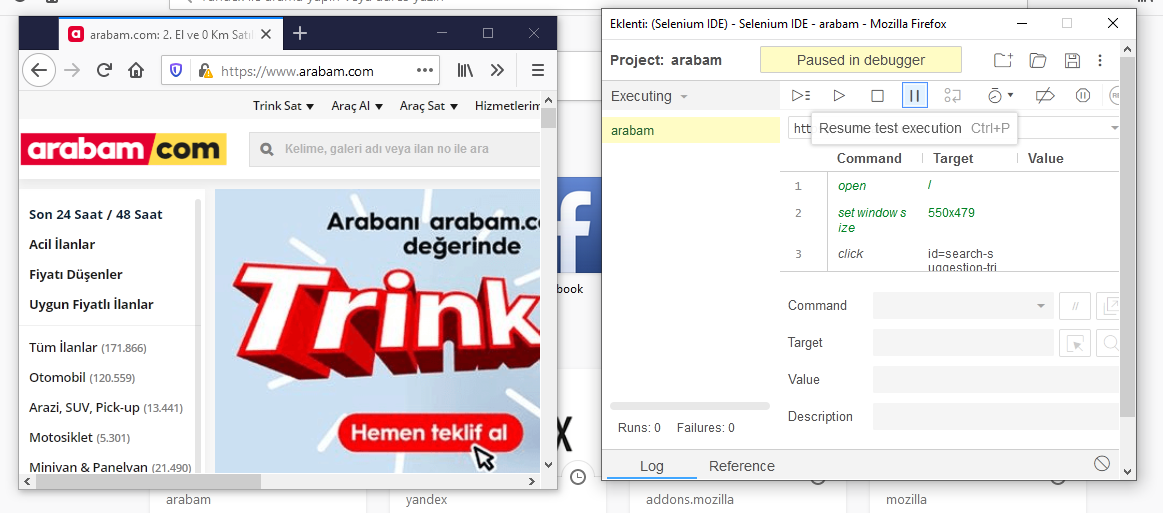 arabam.com: 2. El ve 0 Km Satıl
https://www.arabam.com
Trink Sat
Araç Al
Araç Sat
Hizmetlerim
arabam com
Kelime, galeri adı veya ilan no ile ara
Son 24 Saat / 48 Saat
Acil İlanlar
Fiyatı Düşenler
Uygun Fiyatlı İlanlar
Tüm İlanlar (171.866)
Otomobil (120.559)
Arazi, SUV, Pick-up (13.441)
Motosiklet (5.301)
Minivan & Panelvan (21.490)
Arabanı arabam.co
değerinde
Trink
Hemen teklif al
f
book
X
arabam
yandex
addons.mozilla
mozilla
Eklenti: (Selenium IDE) - Selenium IDE - arabam - Mozilla Firefox
Project: arabam
Paused in debugger
Executing
arabam
htt
Resume test execution Ctrl+P
Command Target Value
1 open /
2 set window s
ize
550x479
3 click id=search-s
uggestion-tri
Command
//
Target
Value
Description
Runs: 0 Failures: 0
Log Reference